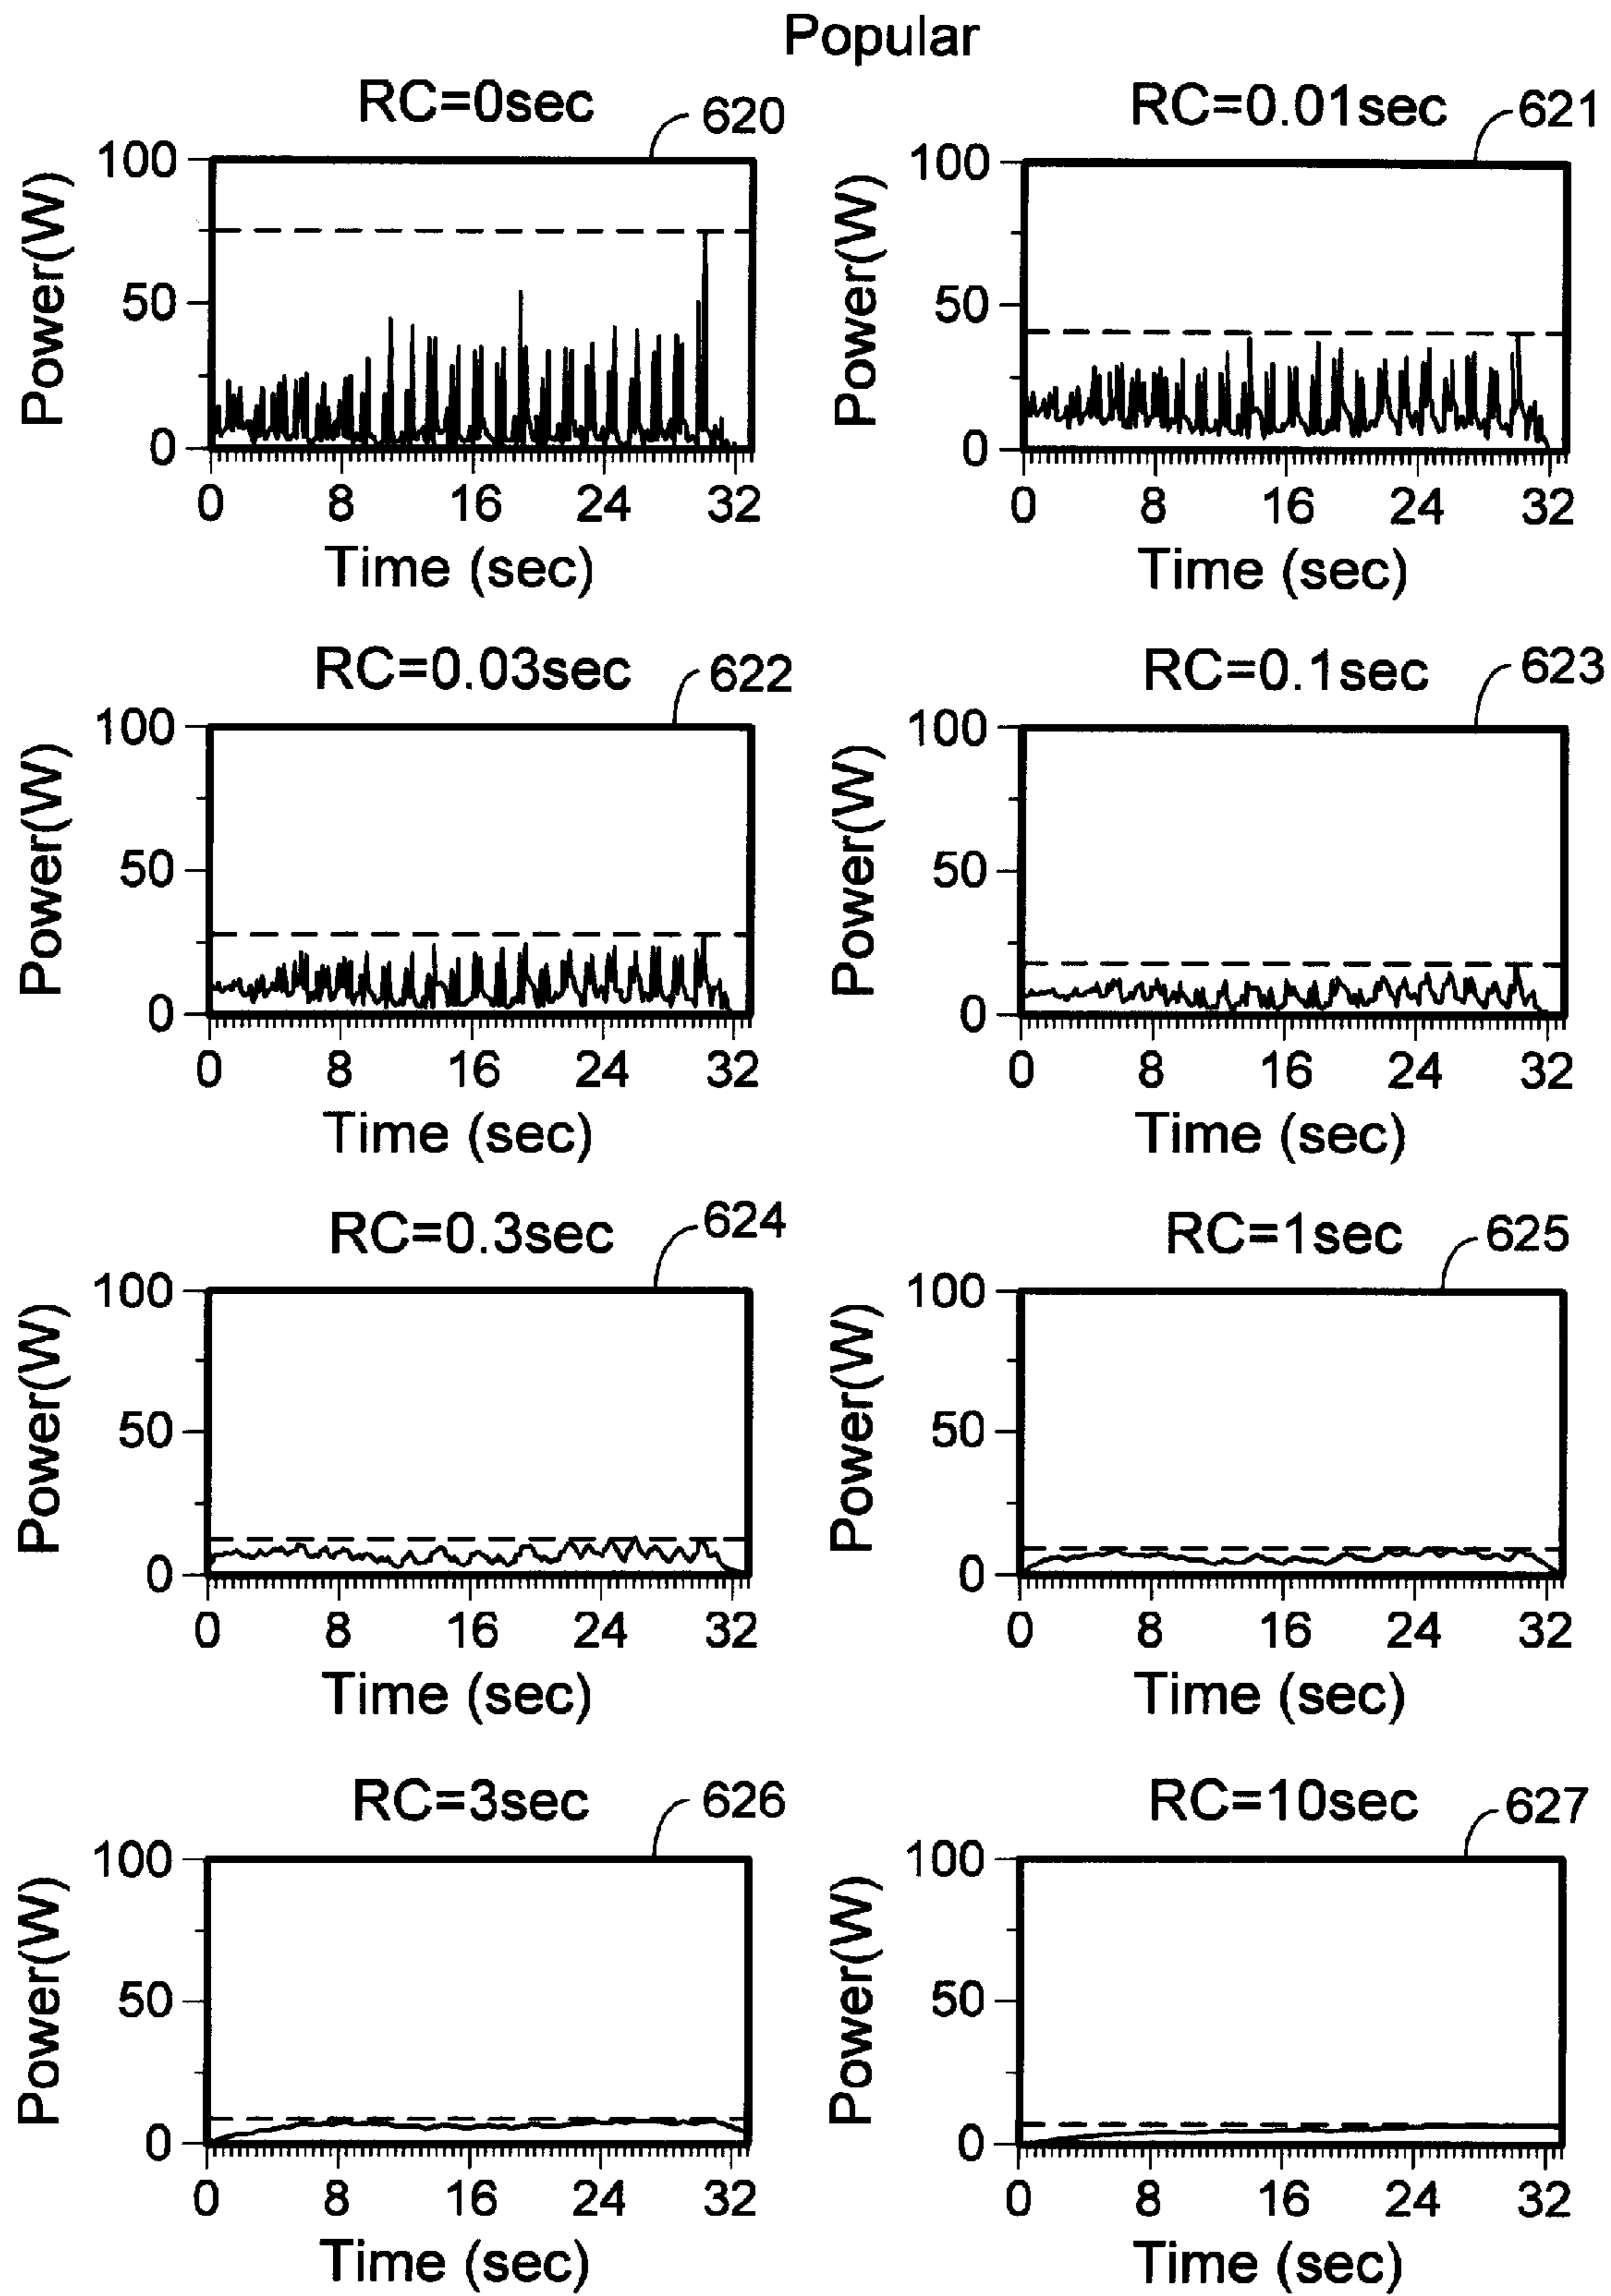 Popular
RC=0sec 620
RC=0.01sec 621
Power(W)
100
50
0
0 8 16 24 32
Time (sec)
Power(W)
100
50
0
0 8 16 24 32
Time (sec)
RC=0.03sec 622
RC=0.1sec 623
Power(W)
100
50
0
0 8 16 24 32
Time (sec)
Power(W)
100
50
0
0 8 16 24 32
Time (sec)
RC=0.3sec 624
RC=1sec 625
Power(W)
100
50
0
0 8 16 24 32
Time (sec)
Power(W)
100
50
0
0 8 16 24 32
Time (sec)
RC=3sec 626
RC=10sec 627
Power(W)
100
50
0
0 8 16 24 32
Time (sec)
Power(W)
100
50
0
0 8 16 24 32
Time (sec)